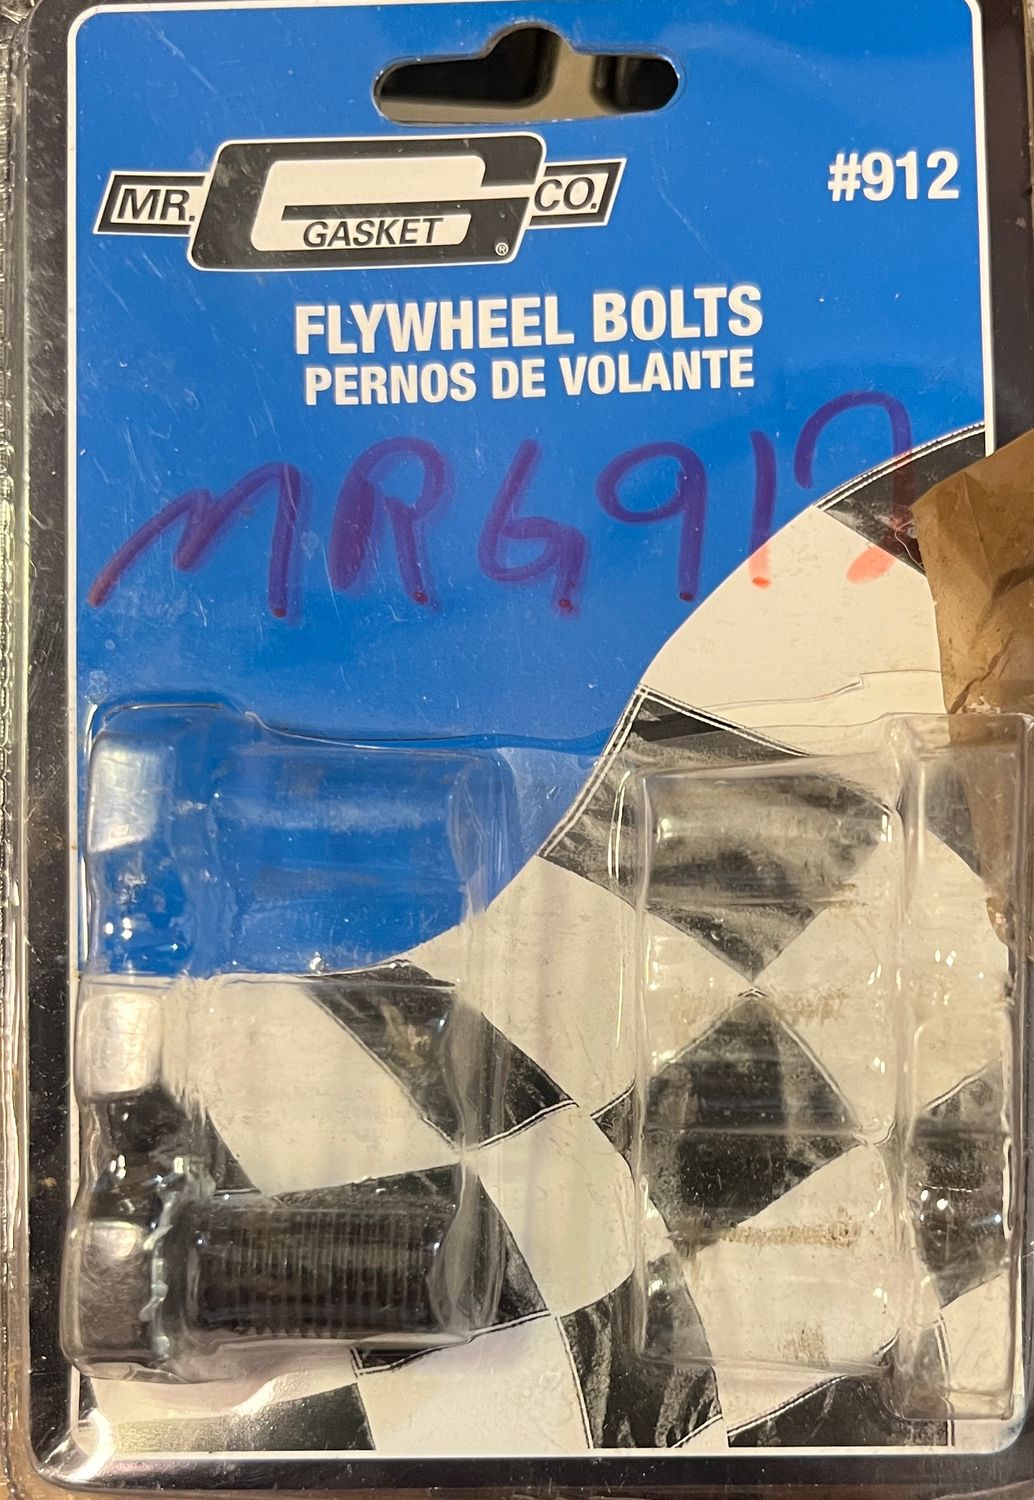 #912
MR. GASKET CO.
®
FLYWHEEL BOLTS
PERNOS DE VOLANTE
MRG912